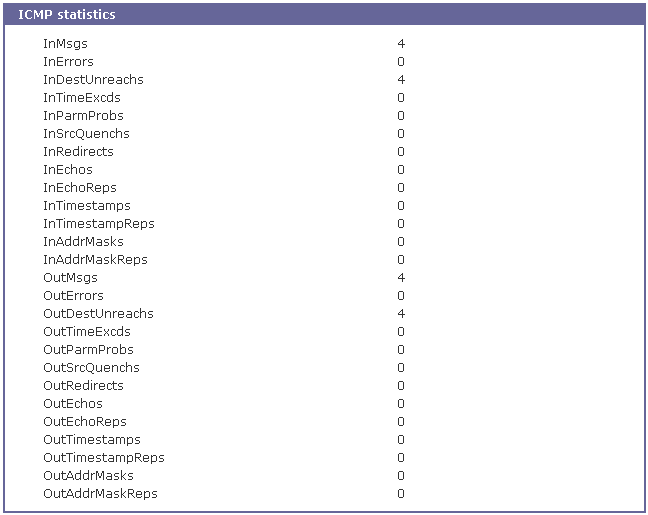 ICMP statistics
InMsgs 4
InErrors 0
InDestUnreachs 4
InTimeExcds 0
InParmProbs 0
InSrcQuenchs 0
InRedirects 0
InEchos 0
InEchoReps 0
InTimestamps 0
InTimestampReps 0
InAddrMasks 0
InAddrMaskReps 0
OutMsgs 4
OutErrors 0
OutDestUnreachs 4
OutTimeExcds 0
OutParmProbs 0
OutSrcQuenchs 0
OutRedirects 0
OutEchos 0
OutEchoReps 0
OutTimestamps 0
OutTimestampReps 0
OutAddrMasks 0
OutAddrMaskReps 0